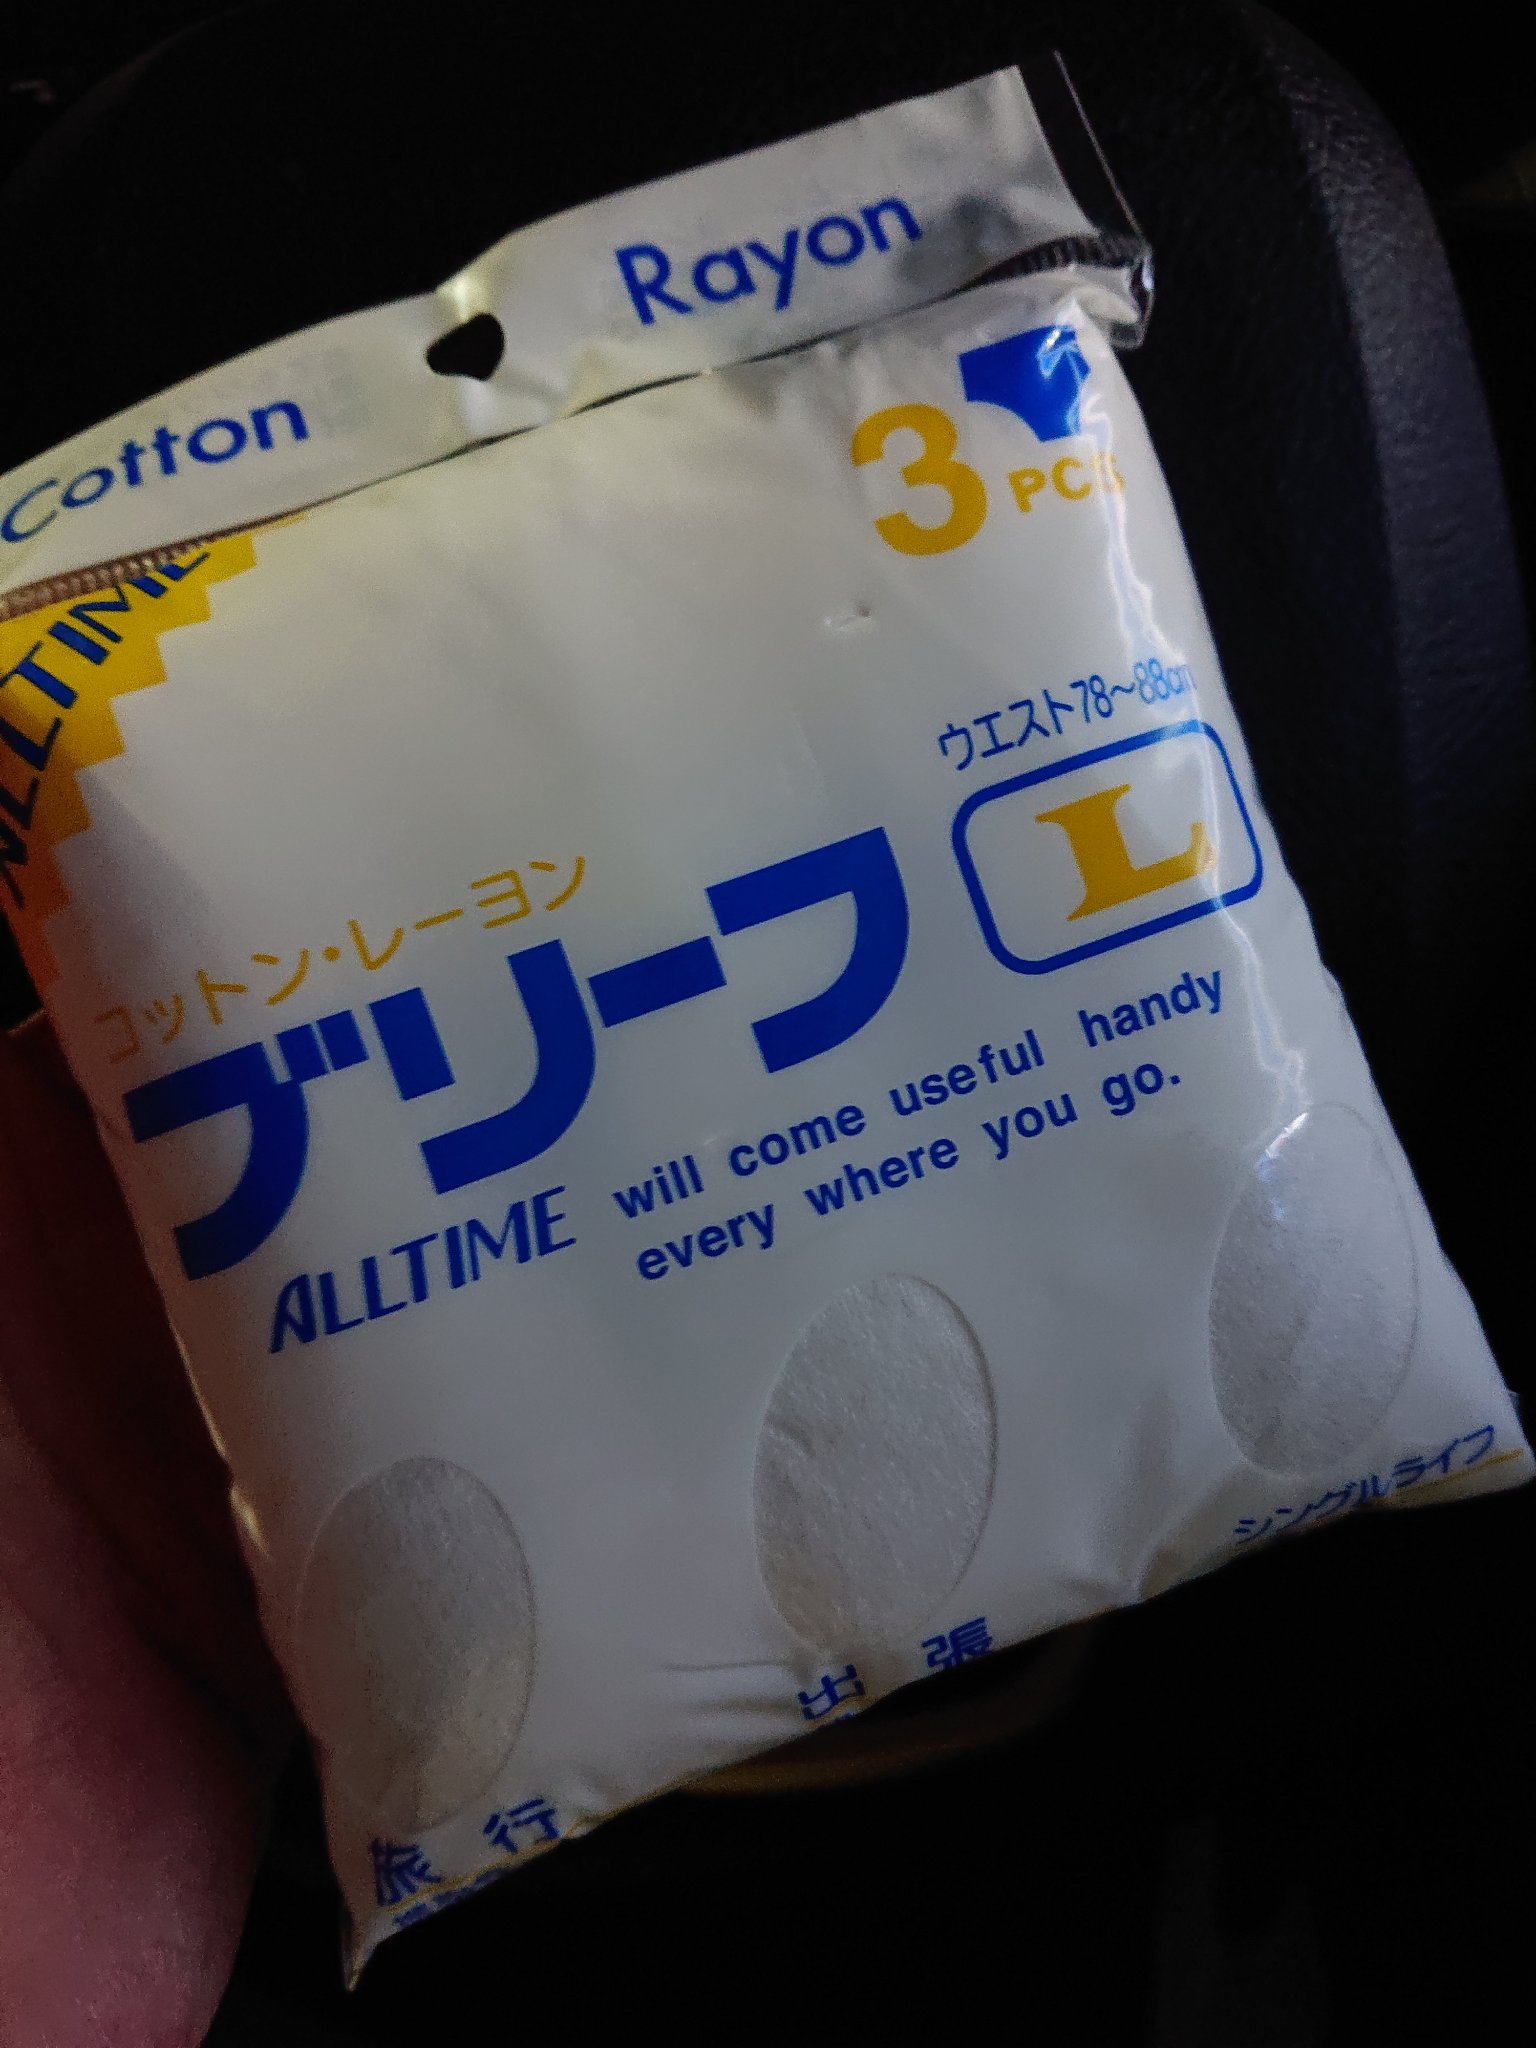 Cotton Rayon
ALLTIME
3 PCS
ウエスト78～88cm
L
コットン・レーヨン
ブリーフ
ALLTIME will come useful handy
every where you go.
シングルライフ
出張
旅行